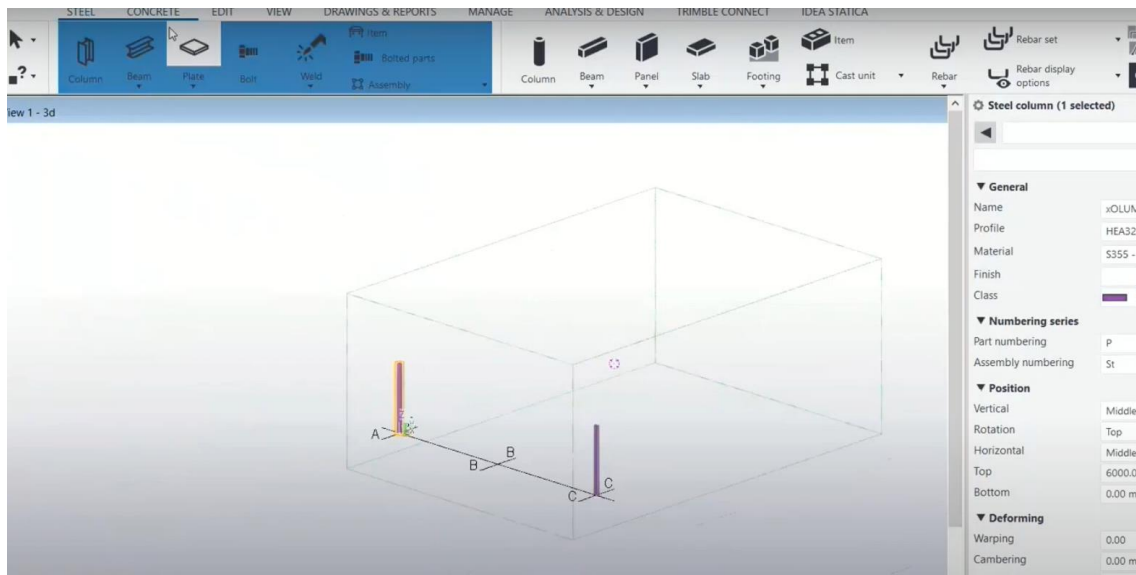 STEEL CONCRETE EDIT VIEW DRAWINGS & REPORTS MANAGE ANALYSIS & DESIGN TRIMBLE CONNECT IDEA STATICA
Item
Bolted parts
Assembly
Column Beam Plate Bolt Weld
Item
Cast unit
Column Beam Panel Slab Footing
Rebar
Rebar set
Rebar display
options
iew 1 - 3d
Steel column (1 selected)
General
Name xOLUM
Profile HEA32
Material S355 -
Finish
Class
Numbering series
Part numbering P
Assembly numbering St
Position
Vertical Middle
Rotation Top
Horizontal Middle
Top 6000.0
Bottom 0.00 m
Deforming
Warping 0.00
Cambering 0.00 m
A
B B
C C